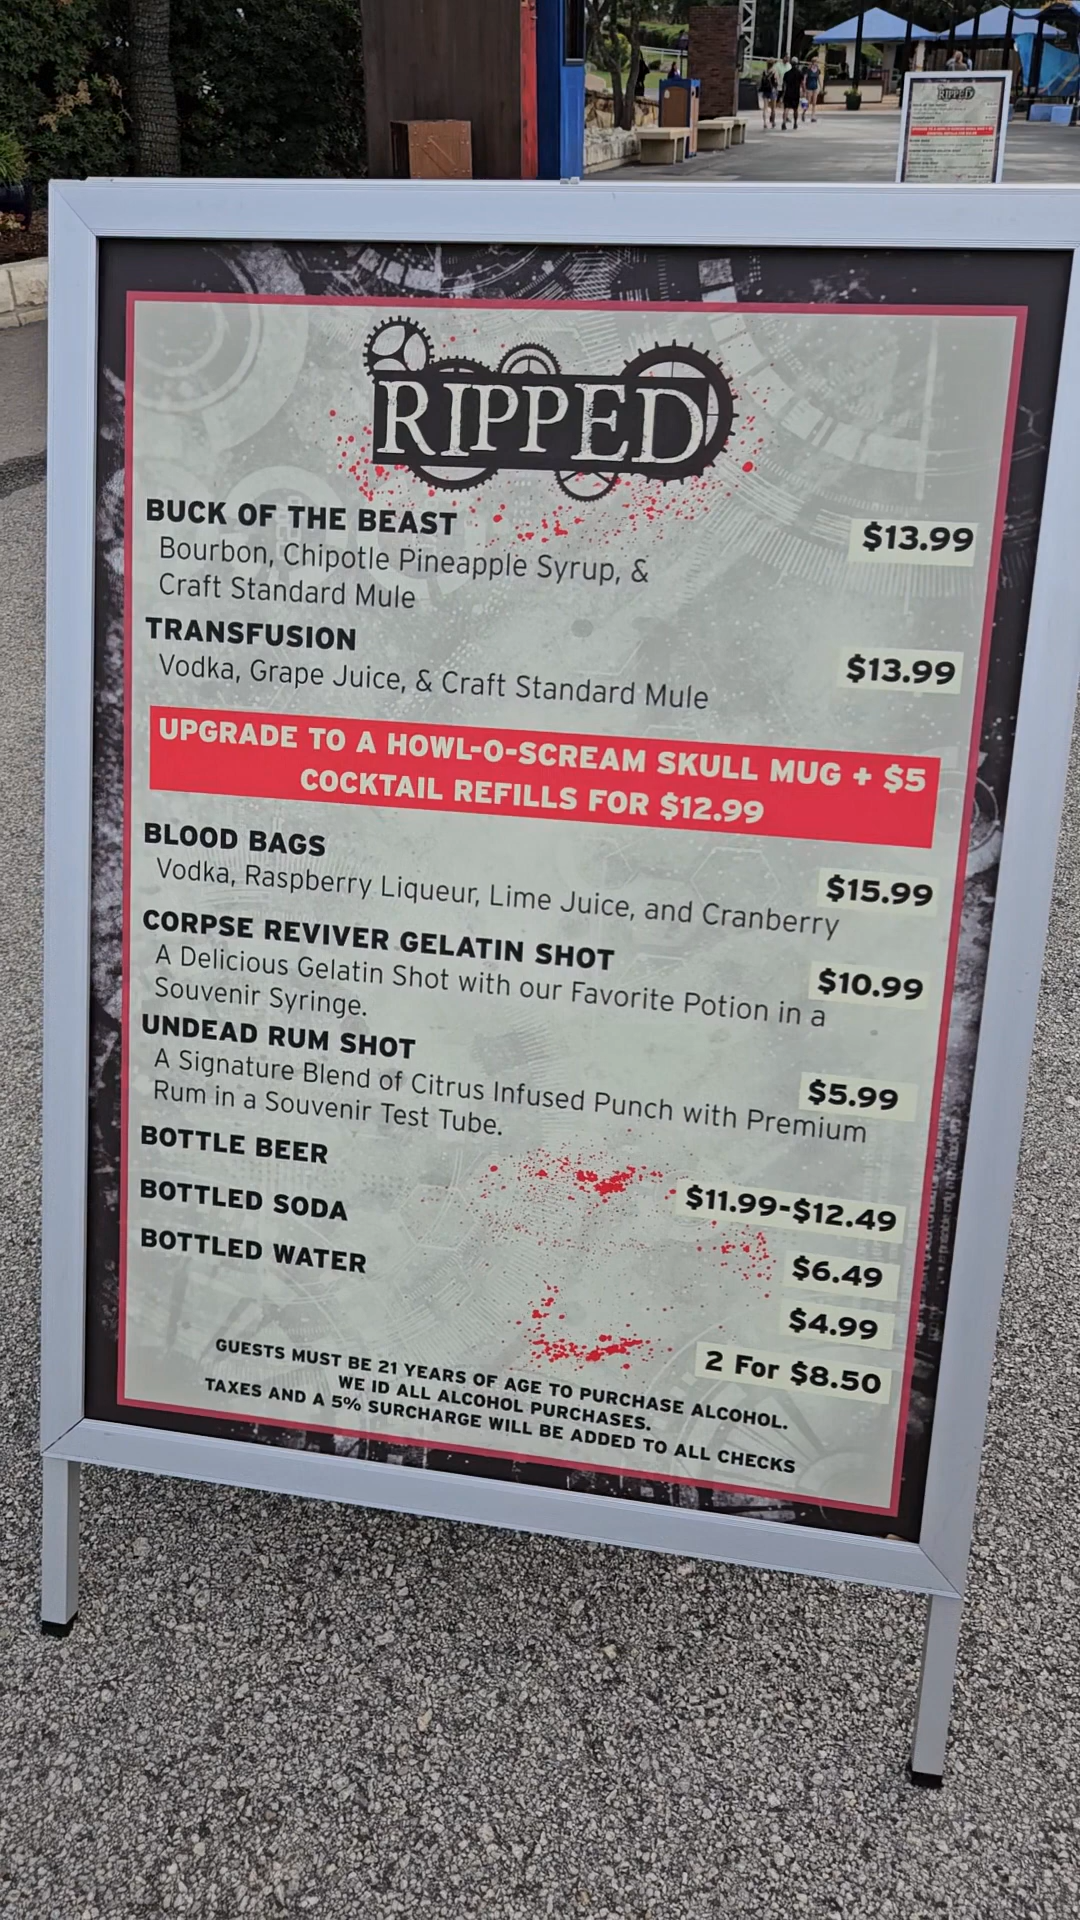 RIPPED
RIPPED
BUCK OF THE BEAST $13.99
Bourbon, Chipotle Pineapple Syrup, &
Craft Standard Mule
TRANSFUSION $13.99
Vodka, Grape Juice, & Craft Standard Mule
UPGRADE TO A HOWL-O-SCREAM SKULL MUG + $5
COCKTAIL REFILLS FOR $12.99
BLOOD BAGS $15.99
Vodka, Raspberry Liqueur, Lime Juice, and Cranberry
CORPSE REVIVER GELATIN SHOT $10.99
A Delicious Gelatin Shot with our Favorite Potion in a
Souvenir Syringe.
UNDEAD RUM SHOT $5.99
A Signature Blend of Citrus Infused Punch with Premium
Rum in a Souvenir Test Tube.
BOTTLE BEER $11.99-$12.49
BOTTLED SODA $6.49
BOTTLED WATER $4.99
2 For $8.50
GUESTS MUST BE 21 YEARS OF AGE TO PURCHASE ALCOHOL.
WE ID ALL ALCOHOL PURCHASES.
TAXES AND A 5% SURCHARGE WILL BE ADDED TO ALL CHECKS